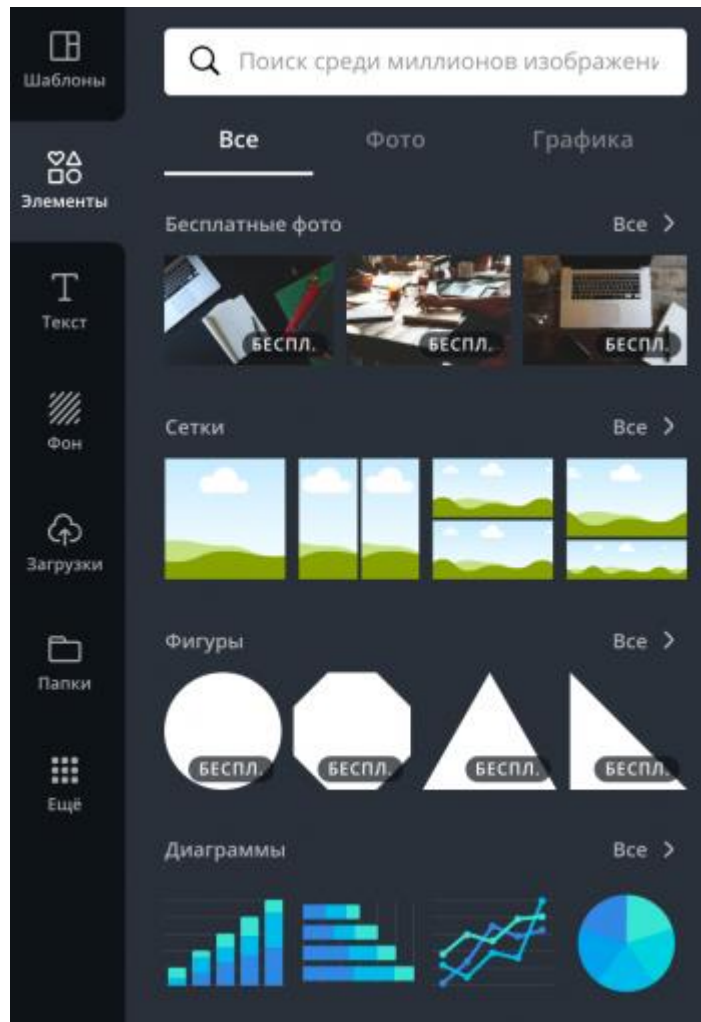 Шаблоны
Элементы
Текст
Фон
Загрузки
Папки
Ещё
Поиск среди миллионов изображени
Все Фото Графика
Бесплатные фото Все
БЕСПЛ. БЕСПЛ. БЕСПЛ.
Сетки Все
Фигуры Все
БЕСПЛ. БЕСПЛ. БЕСПЛ. БЕСПЛ.
Диаграммы Все